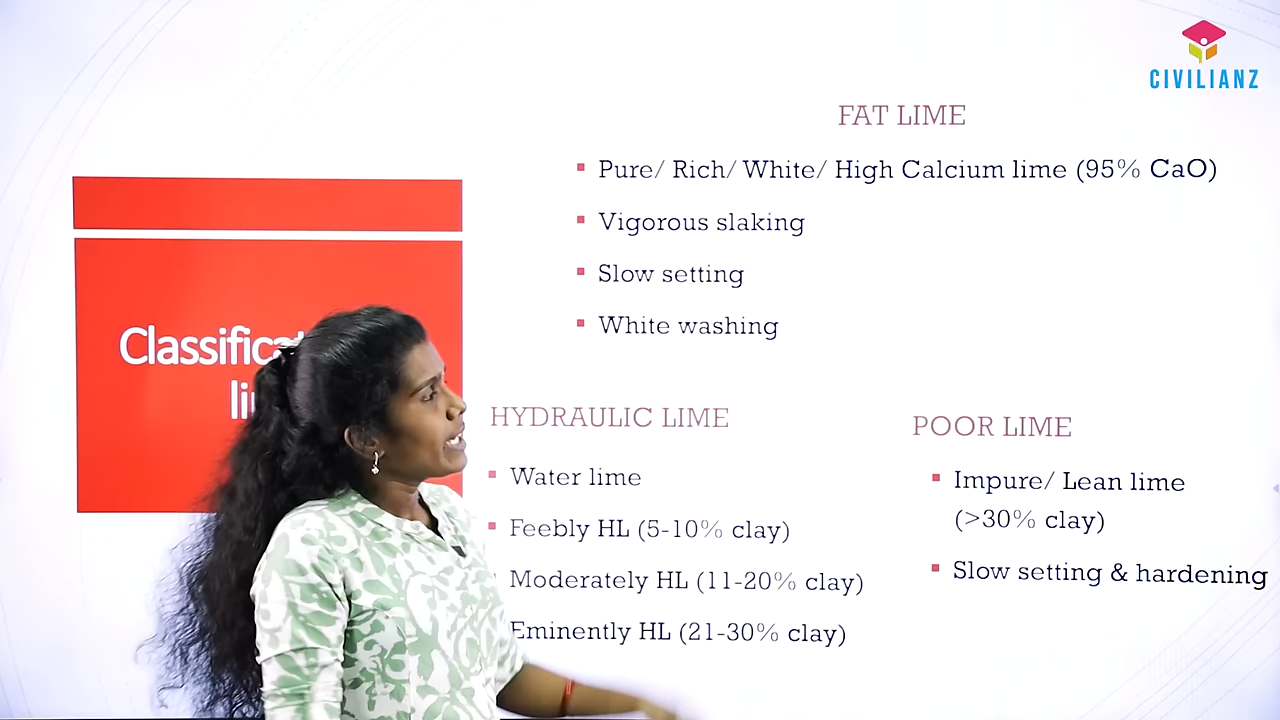 CIVILIANZ
FAT LIME
▪ Pure/ Rich/ White/ High Calcium lime (95% CaO)
▪ Vigorous slaking
▪ Slow setting
▪ White washing
HYDRAULIC LIME
▪ Water lime
▪ Feebly HL (5-10% clay)
Moderately HL (11-20% clay)
Eminently HL (21-30% clay)
POOR LIME
▪ Impure/ Lean lime
(>30% clay)
▪ Slow setting & hardening